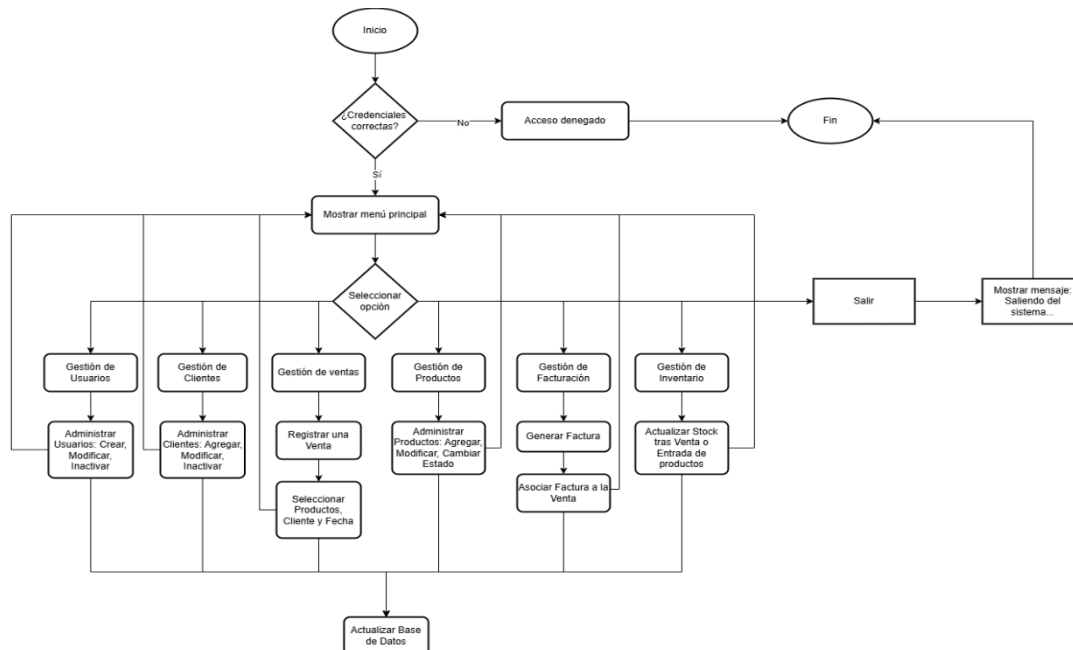 Inicio
¿Credenciales
correctas?
No
Acceso denegado
Fin
Sí
Mostrar menú principal
Seleccionar
opción
Salir
Mostrar mensaje:
Saliendo del
sistema...
Gestión de
Usuarios
Gestión de
Clientes
Gestión de ventas
Gestión de
Productos
Gestión de
Facturación
Gestión de
Inventario
Administrar
Usuarios: Crear,
Modificar,
Inactivar
Administrar
Clientes: Agregar,
Modificar,
Inactivar
Registrar una
Venta
Administrar
Productos: Agregar,
Modificar, Cambiar
Estado
Generar Factura
Actualizar Stock
tras Venta o
Entrada de
productos
Seleccionar
Productos,
Cliente y Fecha
Asociar Factura a la
Venta
Actualizar Base
de Datos